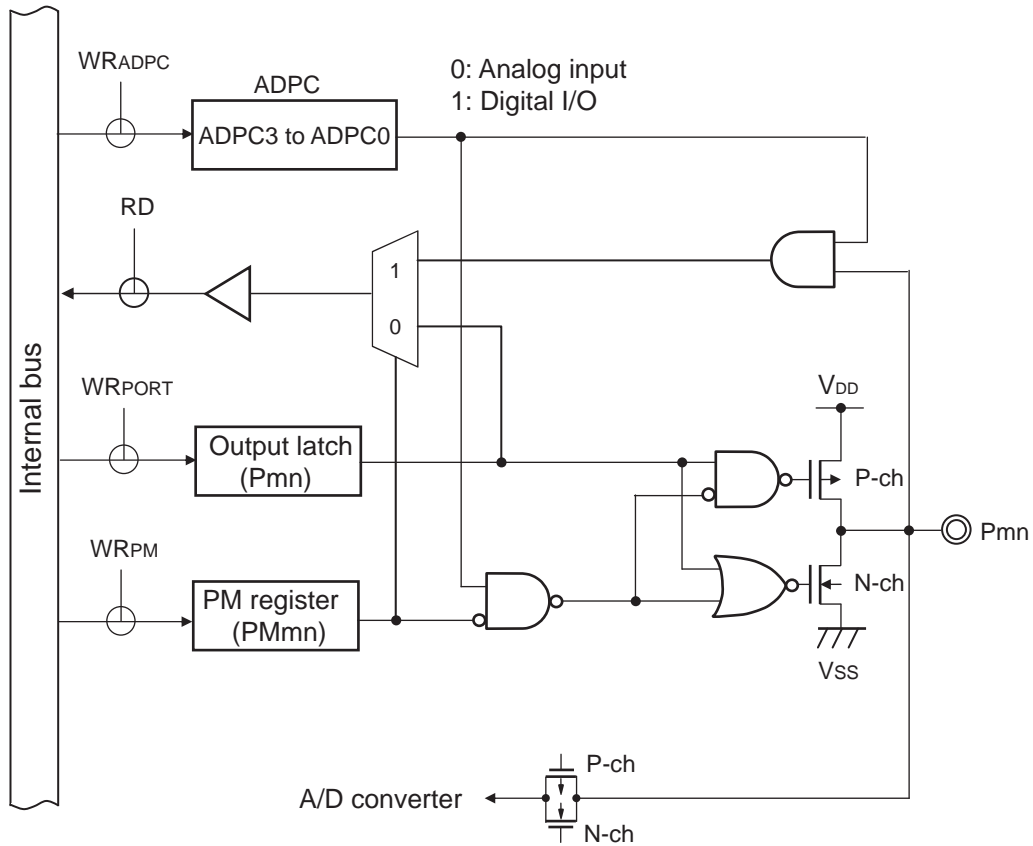 WRADPC
ADPC
0: Analog input
1: Digital I/O
ADPC3 to ADPC0
RD
1
0
Internal bus
WRPORT
Output latch
(Pmn)
VDD
P-ch
Pmn
N-ch
VSS
WRPM
PM register
(PMmn)
P-ch
A/D converter
N-ch